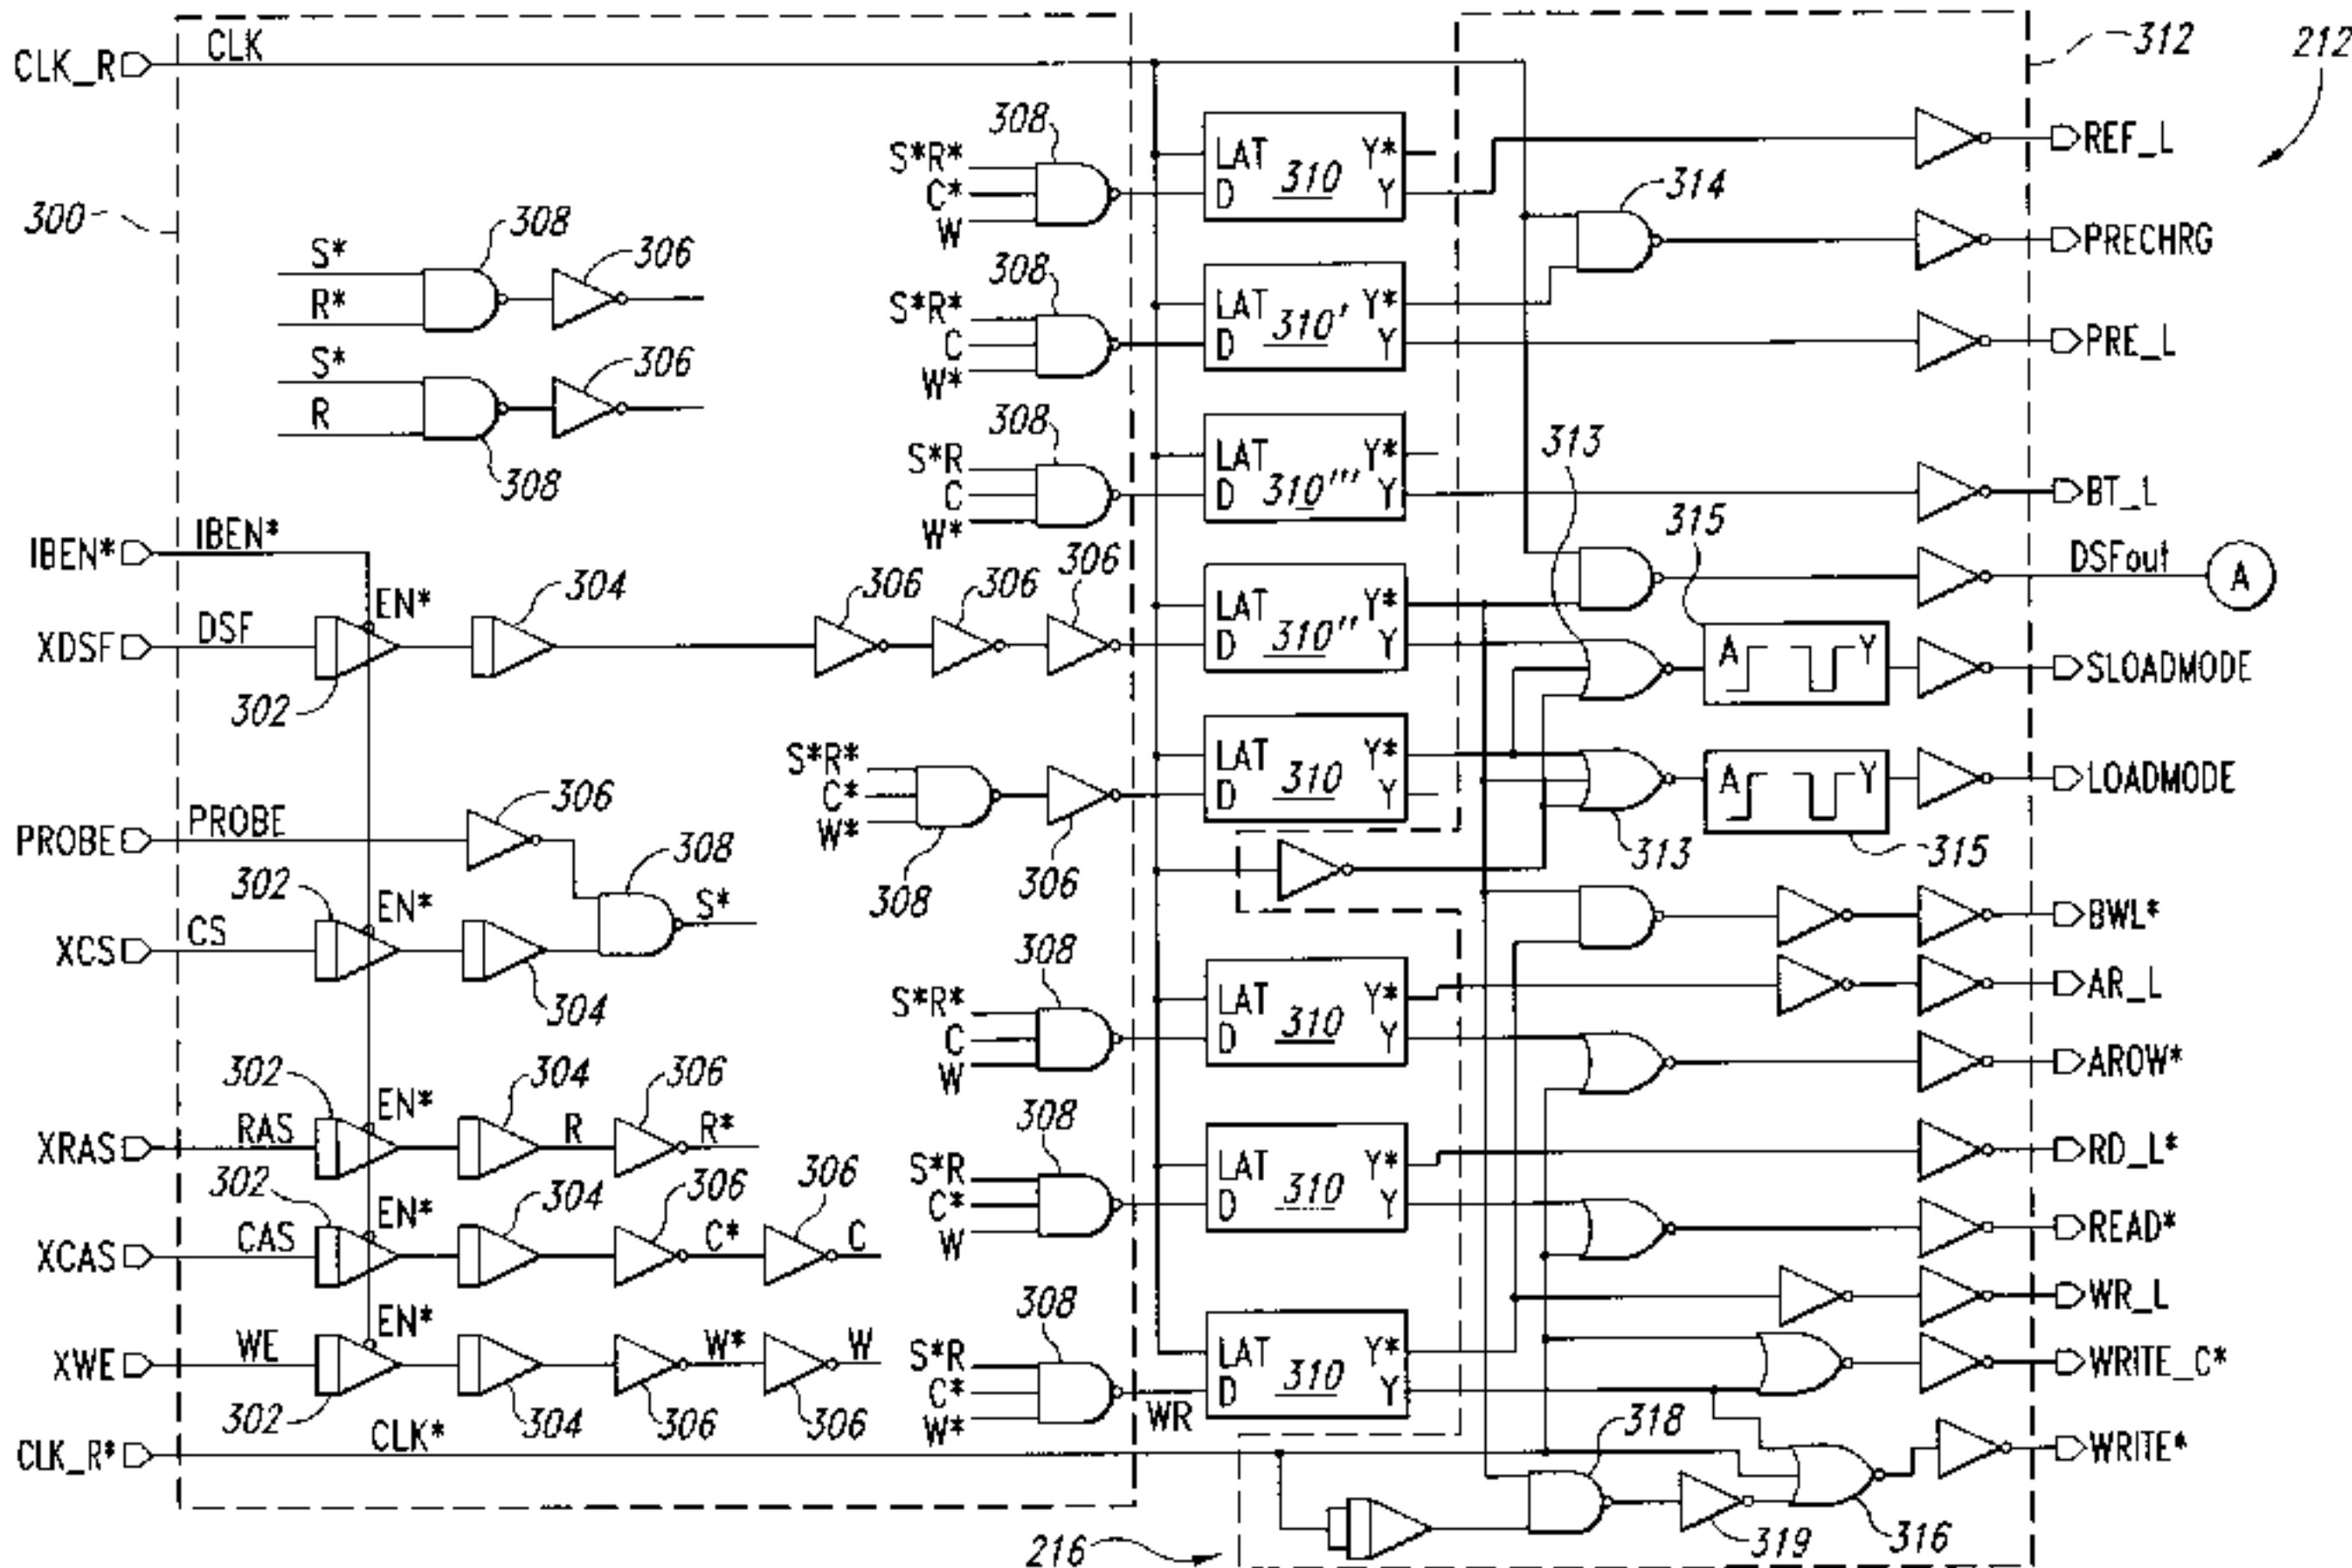 CLK_R
CLK
312
212
300
308
S*R*
C*
W
LAT
Y*
310
D
Y
REF_L
314
S*
R*
308
306
308
S*R*
C
W*
LAT
Y*
310'
D
Y
PRECHRG
PRE_L
S*
R
306
308
308
S*R
C
W*
LAT
Y*
310'''
D
Y
313
315
BT_L
IBEN*
IBEN*
EN*
304
306
306
306
LAT
Y*
310''
D
Y
DSFout
A
XDSF
DSF
302
A
Y
SLOADMODE
S*R*
C*
W*
308
306
LAT
Y*
310
D
Y
A
Y
LOADMODE
313
315
PROBE
PROBE
306
308
S*
XCS
CS
302
EN*
304
BWL*
308
S*R*
C
W
LAT
Y*
310
D
Y
AR_L
AROW*
XRAS
RAS
302
EN*
304
R
306
R*
308
S*R
C*
W
LAT
Y*
310
D
Y
RD_L*
READ*
XCAS
CAS
302
EN*
304
306
C*
306
C
308
S*R
C*
W*
WR
LAT
Y*
310
D
Y
WR_L
WRITE_C*
XWE
WE
302
EN*
304
306
W*
306
W
CLK_R*
CLK*
318
319
316
WRITE*
216